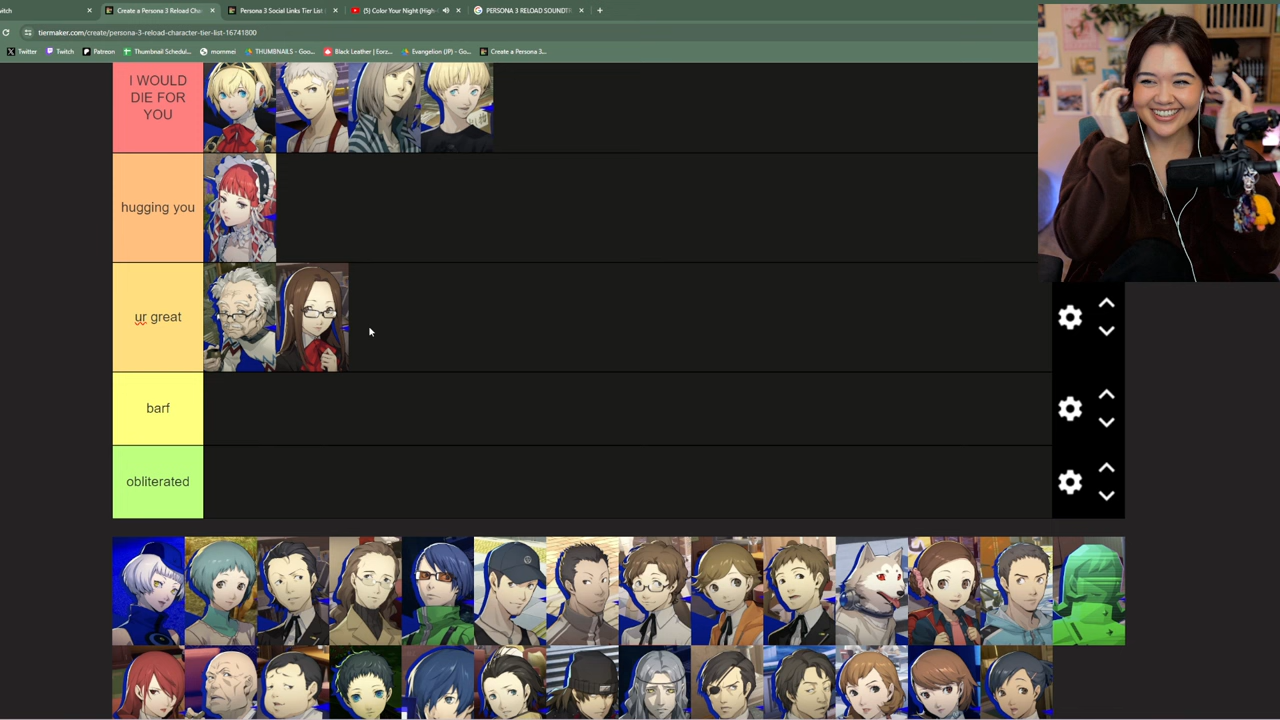 witch
Create a Persona 3 Reload Cha
Persona 3 Social Links Tier List
(5) Color Your Night (High-
PERSONA 3 RELOAD SOUNDT
tiermaker.com/create/persona-3-reload-character-tier-list-16741800
Twitter
Twitch
Patreon
Thumbnail Schedul...
mommei
THUMBNAILS - Goo...
Black Leather | Eorz...
Evangelion (JP) - Go...
Create a Persona 3...
I WOULD
DIE FOR
YOU
hugging you
ur great
barf
obliterated